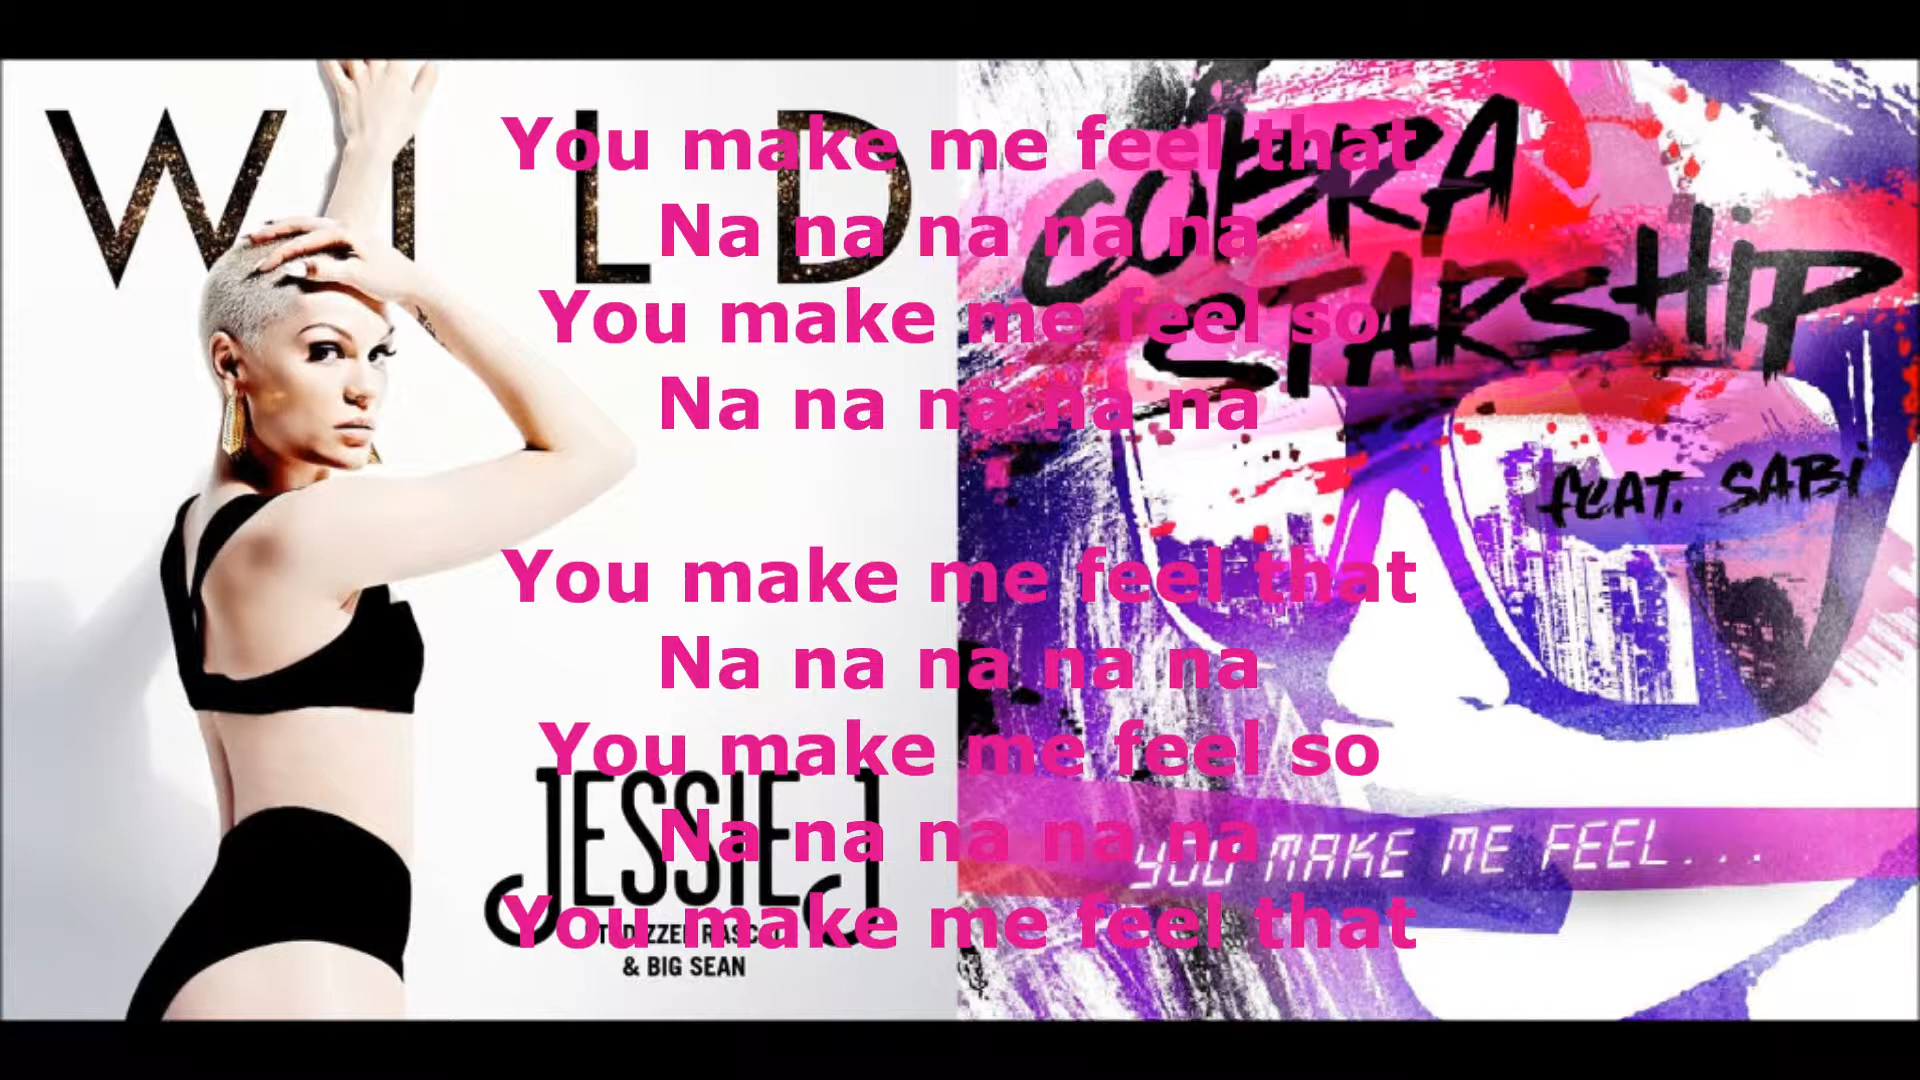 WILD
You make me feel that
Na na na na na
You make me feel so
Na na na na na
You make me feel that
Na na na na na
You make me feel so
Na na na na na
You make me feel that
JESSIE J
& BIG SEAN
COBRA
STARSHIP
FEAT. SABI
YOU MAKE ME FEEL...